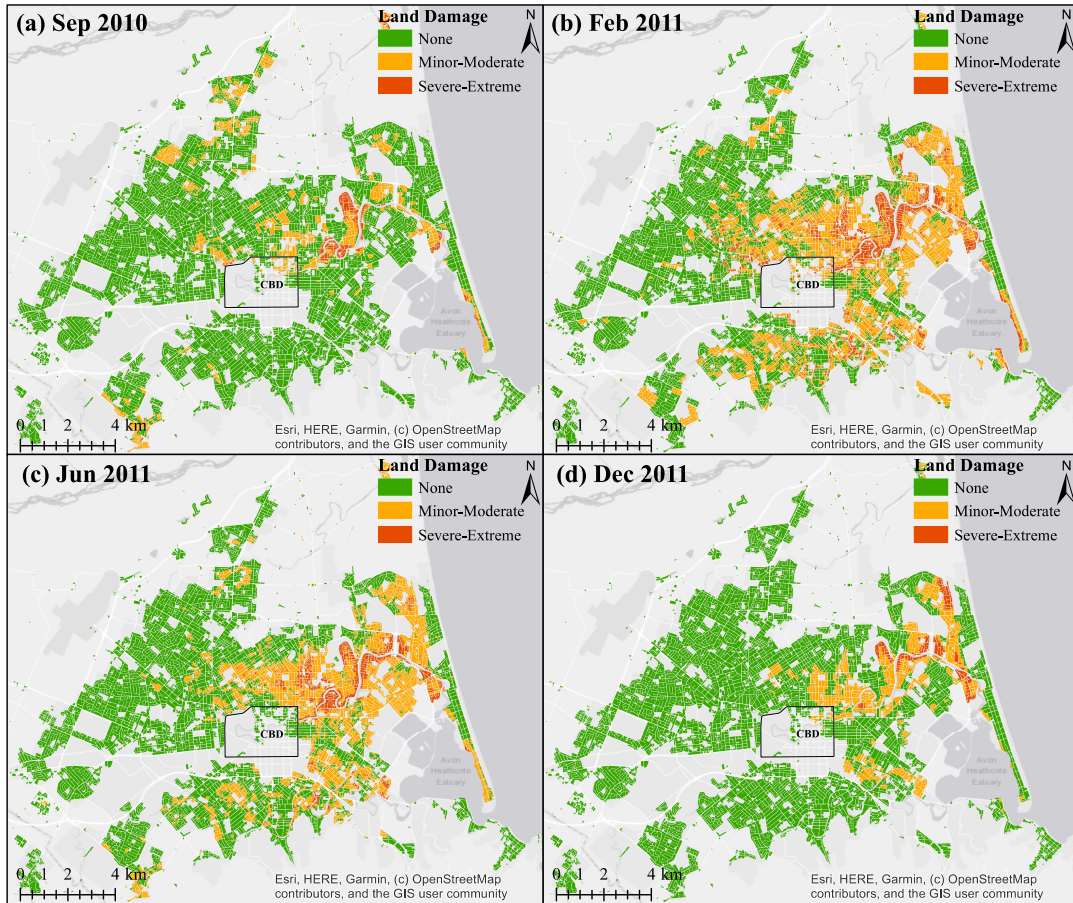 (a) Sep 2010
Land Damage
None
Minor-Moderate
Severe-Extreme
N
CBD
Avon
Heathcote
Estuary
0 1 2 4 km
Esri, HERE, Garmin, (c) OpenStreetMap
contributors, and the GIS user community
(b) Feb 2011
Land Damage
None
Minor-Moderate
Severe-Extreme
N
CBD
Avon
Heathcote
Estuary
0 1 2 4 km
Esri, HERE, Garmin, (c) OpenStreetMap
contributors, and the GIS user community
(c) Jun 2011
Land Damage
None
Minor-Moderate
Severe-Extreme
N
CBD
Avon
Heathcote
Estuary
0 1 2 4 km
Esri, HERE, Garmin, (c) OpenStreetMap
contributors, and the GIS user community
(d) Dec 2011
Land Damage
None
Minor-Moderate
Severe-Extreme
N
CBD
Avon
Heathcote
Estuary
0 1 2 4 km
Esri, HERE, Garmin, (c) OpenStreetMap
contributors, and the GIS user community